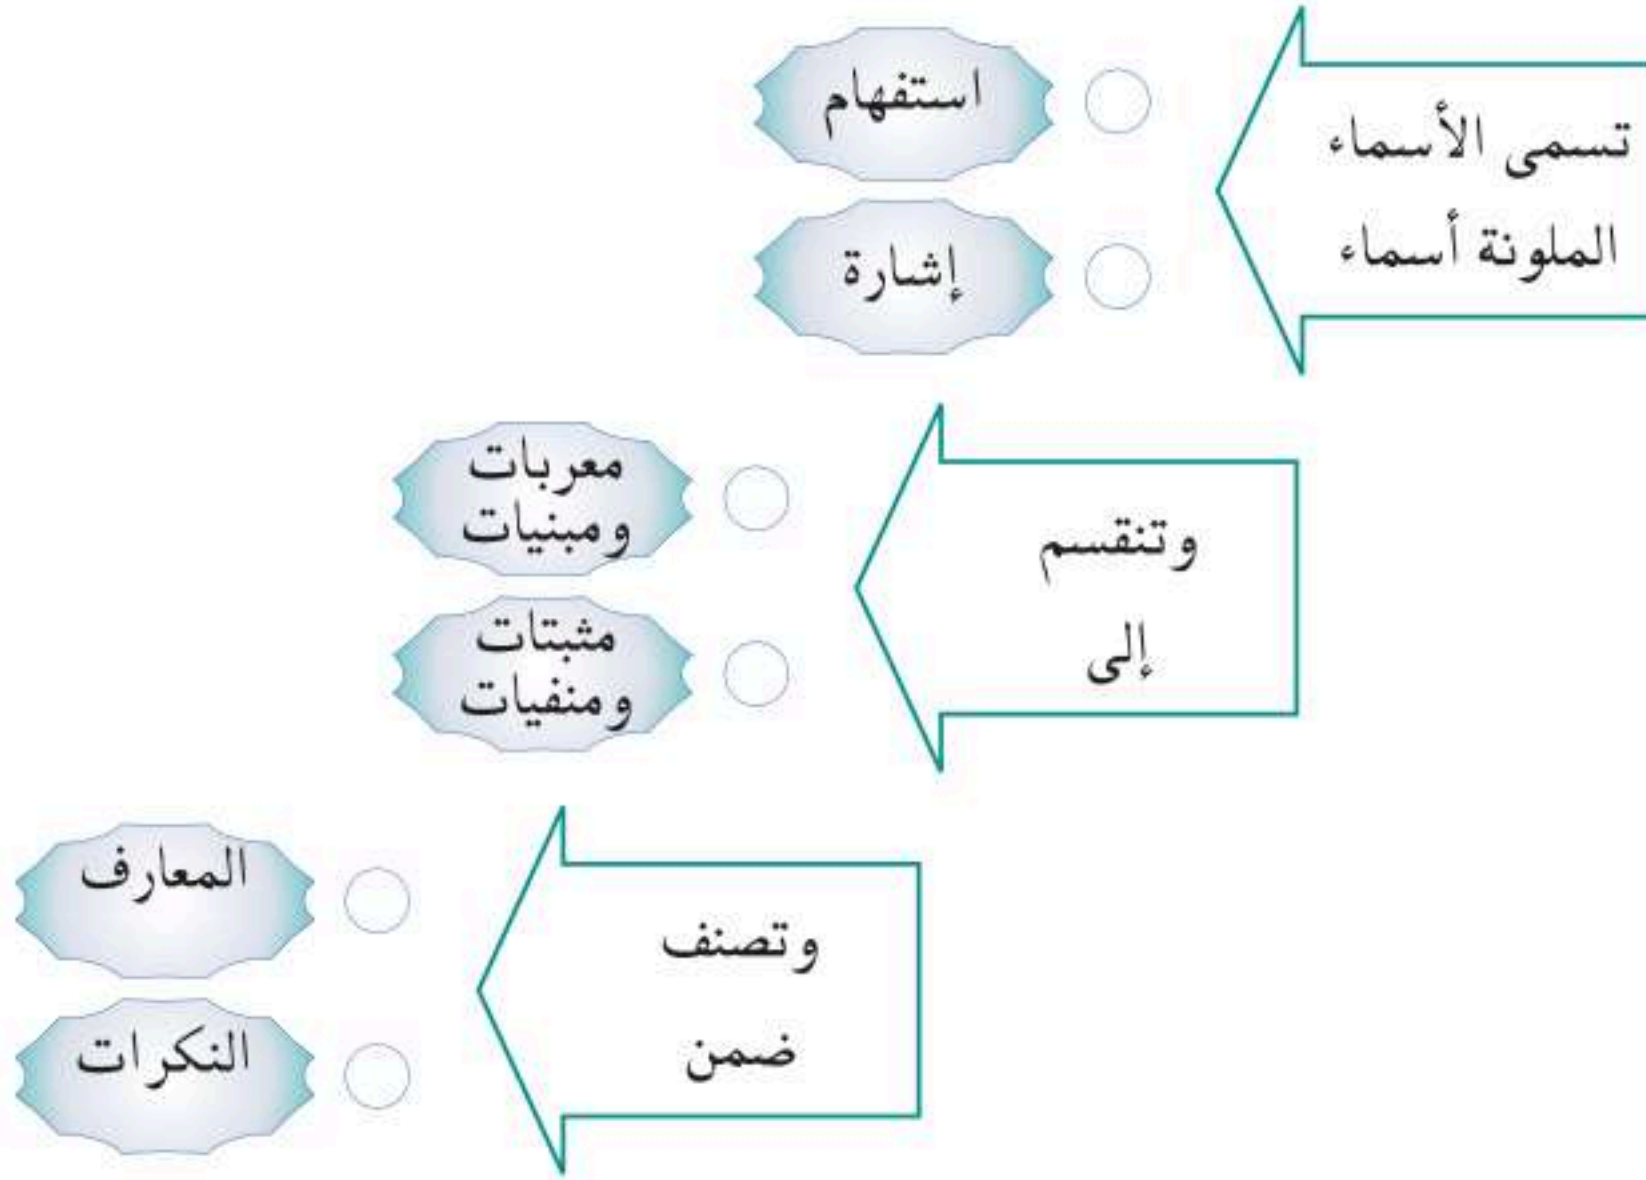 تسمى الأسماء
الملونة أسماء
استفهام
إشارة
وتنقسم
إلى
معربات
ومبنيات
مثبتات
ومنفيات
وتصنف
ضمن
المعارف
النكرات